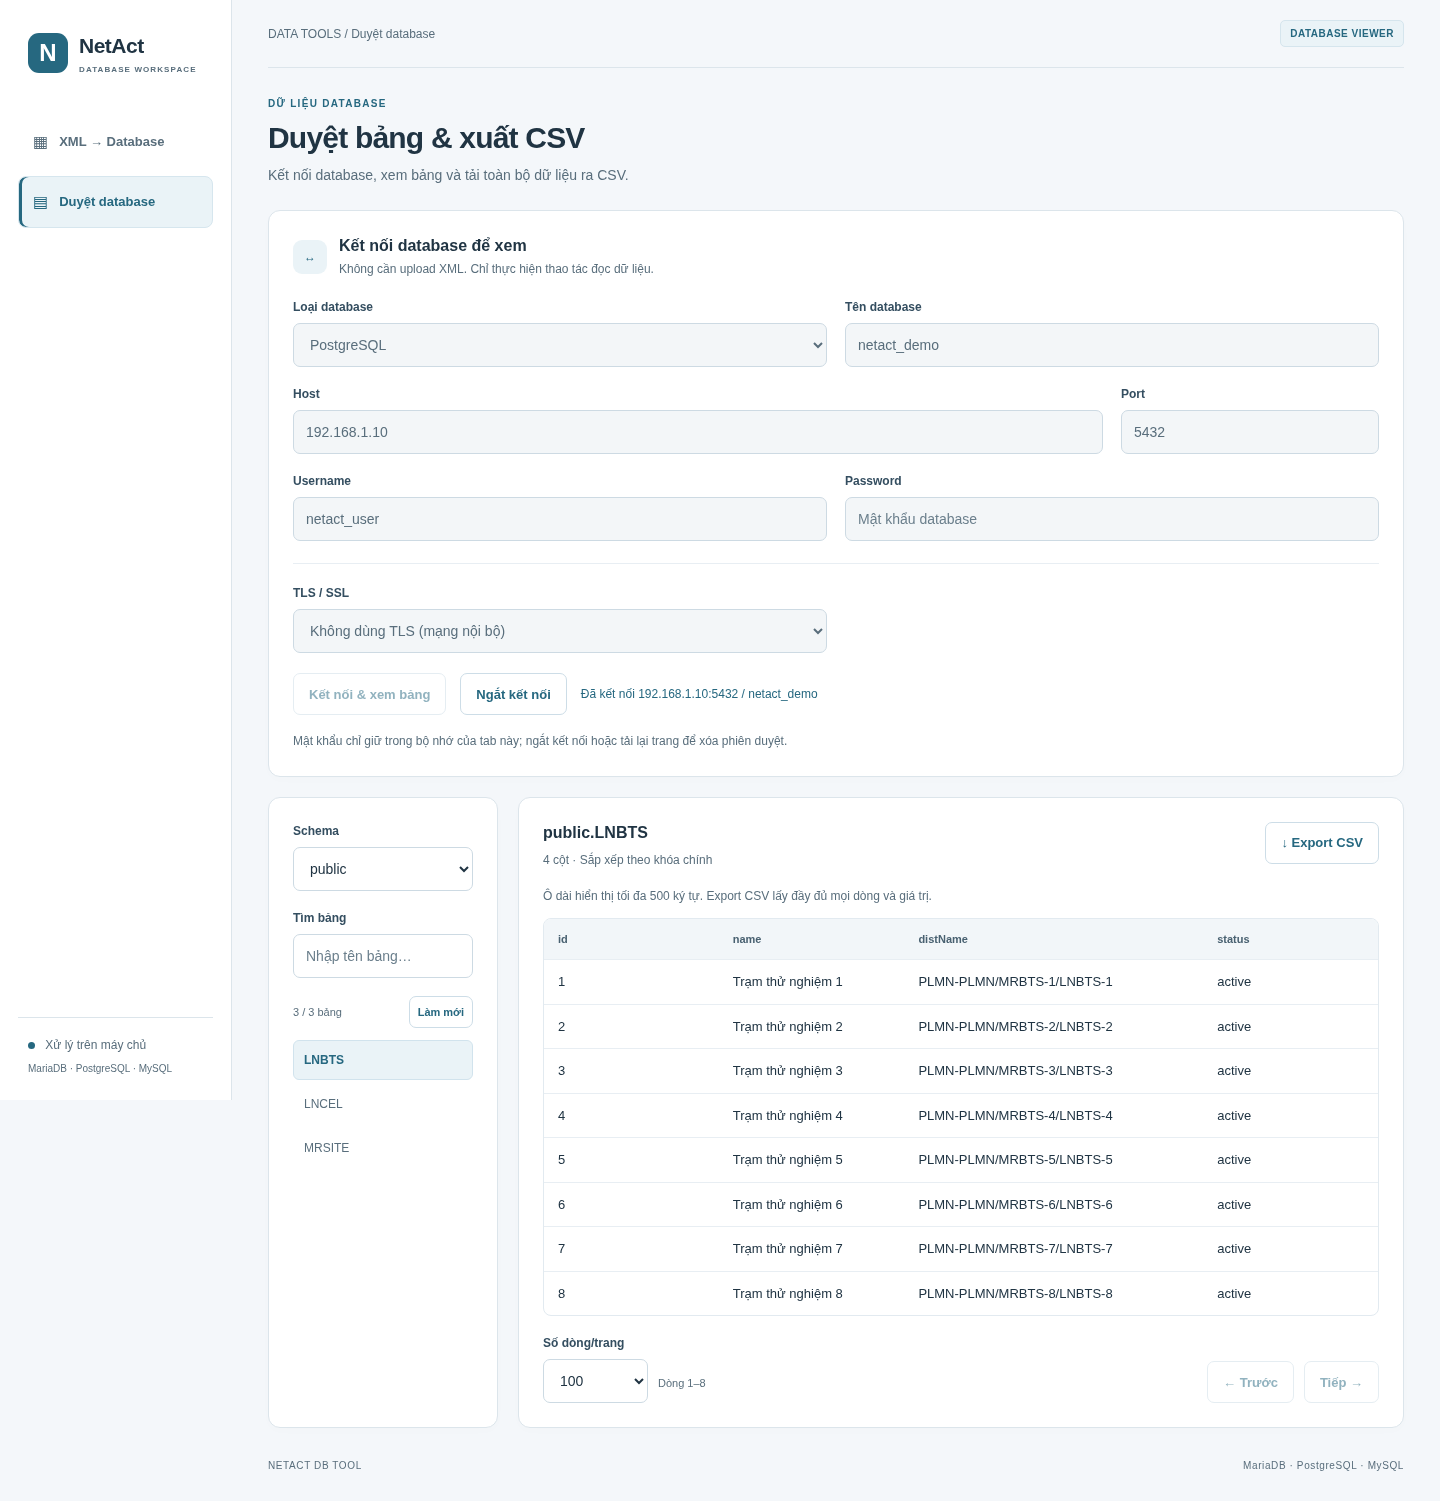 N
NetAct
DATABASE WORKSPACE
XML → Database
Duyệt database
Xử lý trên máy chủ
MariaDB · PostgreSQL · MySQL
DATA TOOLS / Duyệt database
DATABASE VIEWER
DỮ LIỆU DATABASE
Duyệt bảng & xuất CSV
Kết nối database, xem bảng và tải toàn bộ dữ liệu ra CSV.
↔
Kết nối database để xem
Không cần upload XML. Chỉ thực hiện thao tác đọc dữ liệu.
Loại database
Tên database
PostgreSQL
netact_demo
Host
Port
192.168.1.10
5432
Username
Password
netact_user
Mật khẩu database
TLS / SSL
Không dùng TLS (mạng nội bộ)
Kết nối & xem bảng
Ngắt kết nối
Đã kết nối 192.168.1.10:5432 / netact_demo
Mật khẩu chỉ giữ trong bộ nhớ của tab này; ngắt kết nối hoặc tải lại trang để xóa phiên duyệt.
Schema
public
Tìm bảng
Nhập tên bảng…
3 / 3 bảng
Làm mới
LNBTS
LNCEL
MRSITE
public.LNBTS
4 cột · Sắp xếp theo khóa chính
↓ Export CSV
Ô dài hiển thị tối đa 500 ký tự. Export CSV lấy đầy đủ mọi dòng và giá trị.
id name distName status
1 Trạm thử nghiệm 1 PLMN-PLMN/MRBTS-1/LNBTS-1 active
2 Trạm thử nghiệm 2 PLMN-PLMN/MRBTS-2/LNBTS-2 active
3 Trạm thử nghiệm 3 PLMN-PLMN/MRBTS-3/LNBTS-3 active
4 Trạm thử nghiệm 4 PLMN-PLMN/MRBTS-4/LNBTS-4 active
5 Trạm thử nghiệm 5 PLMN-PLMN/MRBTS-5/LNBTS-5 active
6 Trạm thử nghiệm 6 PLMN-PLMN/MRBTS-6/LNBTS-6 active
7 Trạm thử nghiệm 7 PLMN-PLMN/MRBTS-7/LNBTS-7 active
8 Trạm thử nghiệm 8 PLMN-PLMN/MRBTS-8/LNBTS-8 active
Số dòng/trang
100
Dòng 1–8
← Trước
Tiếp →
NETACT DB TOOL
MariaDB · PostgreSQL · MySQL